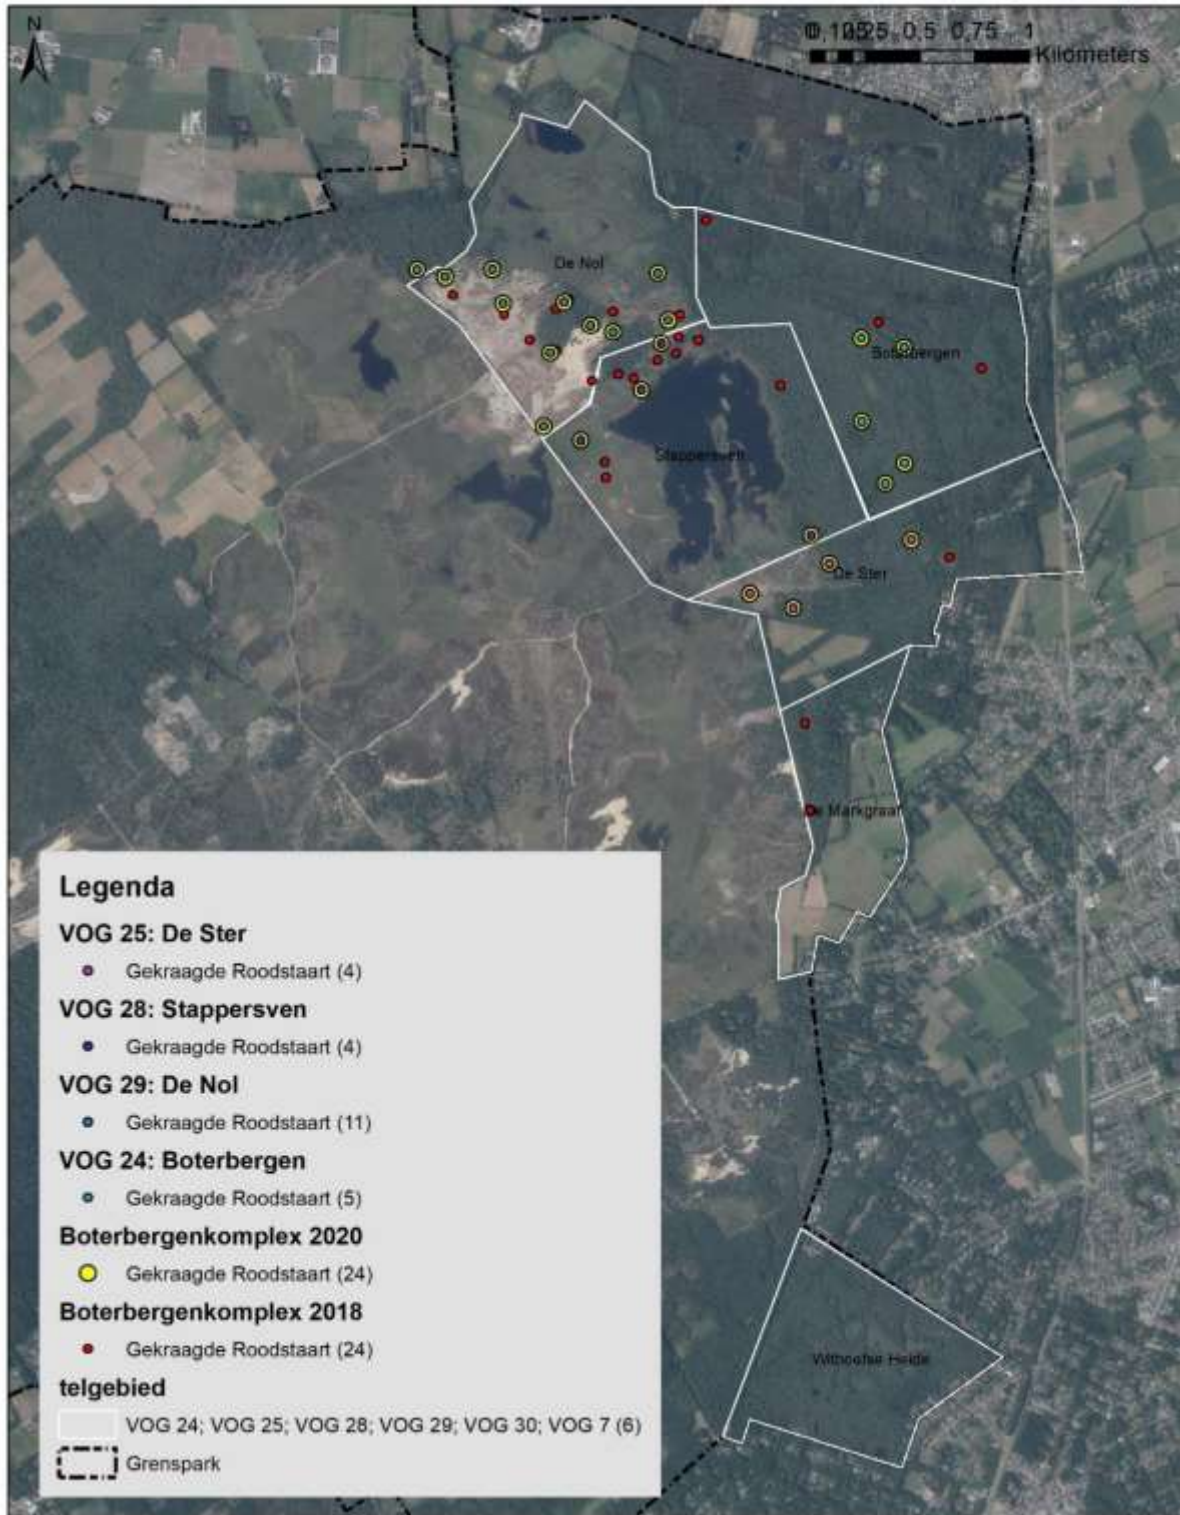 N
0,5 0,75 1
Kilometers
De Nol
Boterbergen
Stappersven
De Ster
De Markgraaf
Legenda
VOG 25: De Ster
Gekraagde Roodstaart (4)
VOG 28: Stappersven
Gekraagde Roodstaart (4)
VOG 29: De Nol
Gekraagde Roodstaart (11)
VOG 24: Boterbergen
Gekraagde Roodstaart (5)
Boterbergenkomplex 2020
Gekraagde Roodstaart (24)
Boterbergenkomplex 2018
Gekraagde Roodstaart (24)
telgebied
VOG 24; VOG 25; VOG 28; VOG 29; VOG 30; VOG 7 (6)
Grenspark
Withoefse Heide